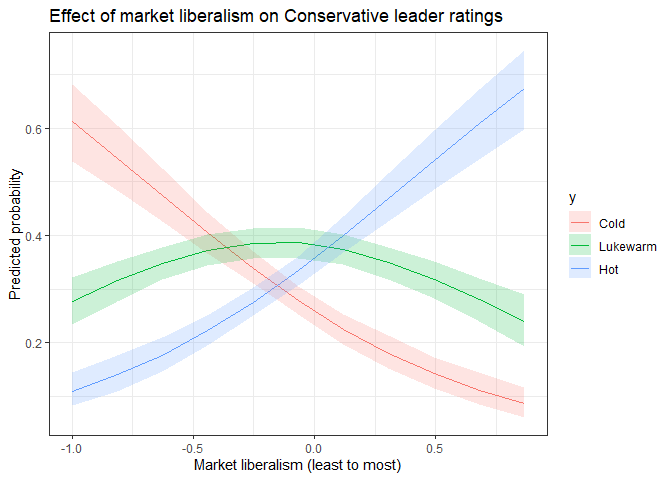 Effect of market liberalism on Conservative leader ratings
Predicted probability
0.6
0.4
0.2
-1.0
-0.5
0.0
0.5
Market liberalism (least to most)
y
Cold
Lukewarm
Hot